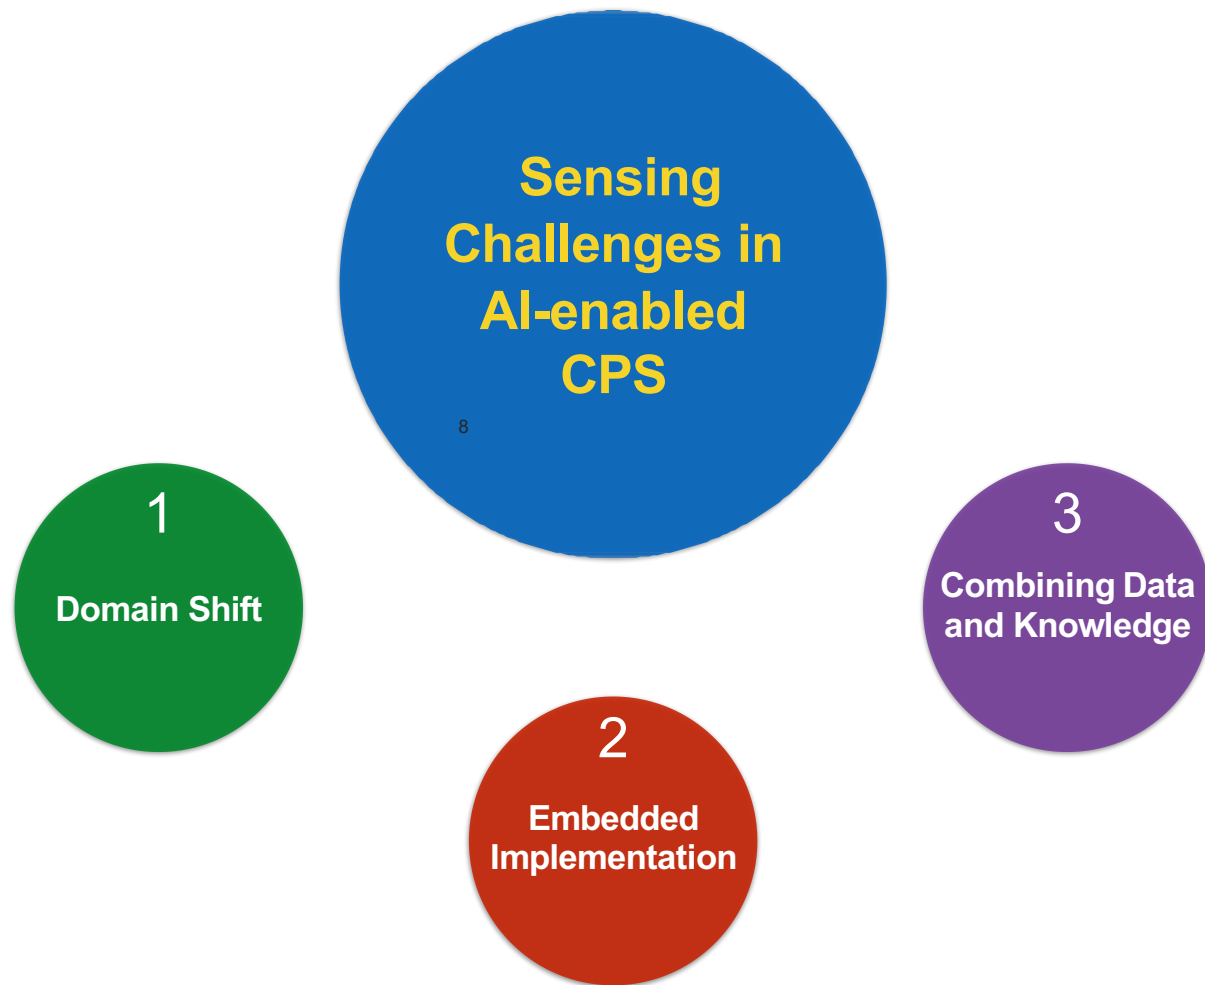 Sensing
Challenges in
AI-enabled
CPS
8
1
Domain Shift
2
Embedded
Implementation
3
Combining Data
and Knowledge